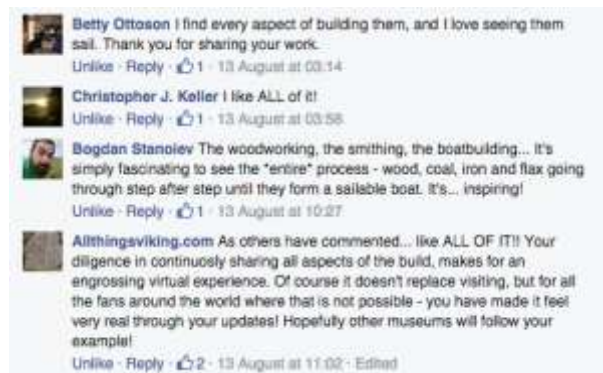 Betty Ottoson I find every aspect of building them, and I love seeing them
sail. Thank you for sharing your work.
Unlike · Reply · 1 · 13 August at 03:14
Christopher J. Keller I like ALL of it!
Unlike · Reply · 1 · 13 August at 03:58
Bogdan Stanoiev The woodworking, the smithing, the boatbuilding... It's
simply fascinating to see the *entire* process - wood, coal, iron and flax going
through step after step until they form a sailable boat. It's... inspiring!
Unlike · Reply · 1 · 13 August at 10:27
Allthingsviking.com As others have commented... like ALL OF IT!! Your
diligence in continuosly sharing all aspects of the build, makes for an
engrossing virtual experience. Of course it doesn't replace visiting, but for all
the fans around the world where that is not possible - you have made it feel
very real through your updates! Hopefully other museums will follow your
example!
Unlike · Reply · 2 · 13 August at 11:02 · Edited